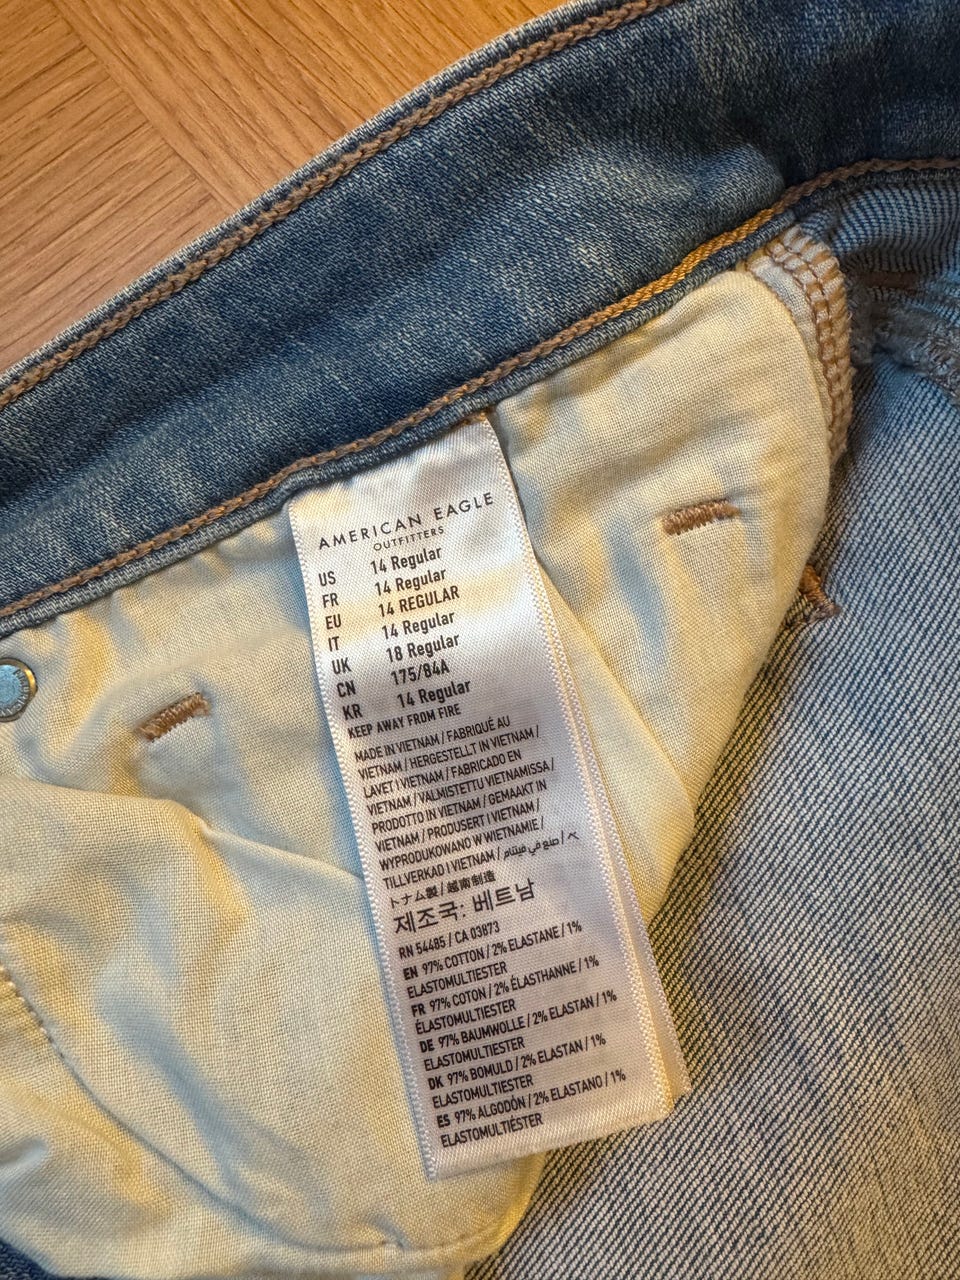 AMERICAN EAGLE
OUTFITTERS
US 14 Regular
FR 14 Regular
EU 14 REGULAR
IT 14 Regular
UK 18 Regular
CN 175/84A
KR 14 Regular
KEEP AWAY FROM FIRE
MADE IN VIETNAM / FABRIQUÉ AU
VIETNAM / HERGESTELLT IN VIETNAM /
LAVET I VIETNAM / FABRICADO EN
VIETNAM / VALMISTETTU VIETNAMISSA /
PRODOTTO IN VIETNAM / GEMAAKT IN
VIETNAM / PRODUSERT I VIETNAM /
WYPRODUKOWANO W WIETNAMIE /
TILLVERKAD I VIETNAM / صنع في فيتنام / ベ
トナム製 / 越南制造
제조국: 베트남
RN 54485 / CA 03873
EN 97% COTTON / 2% ELASTANE / 1%
ELASTOMULTIESTER
FR 97% COTON / 2% ÉLASTHANNE / 1%
ÉLASTOMULTIESTER
DE 97% BAUMWOLLE / 2% ELASTAN / 1%
ELASTOMULTIESTER
DK 97% BOMULD / 2% ELASTAN / 1%
ELASTOMULTIESTER
ES 97% ALGODÓN / 2% ELASTANO / 1%
ELASTOMULTIÉSTER